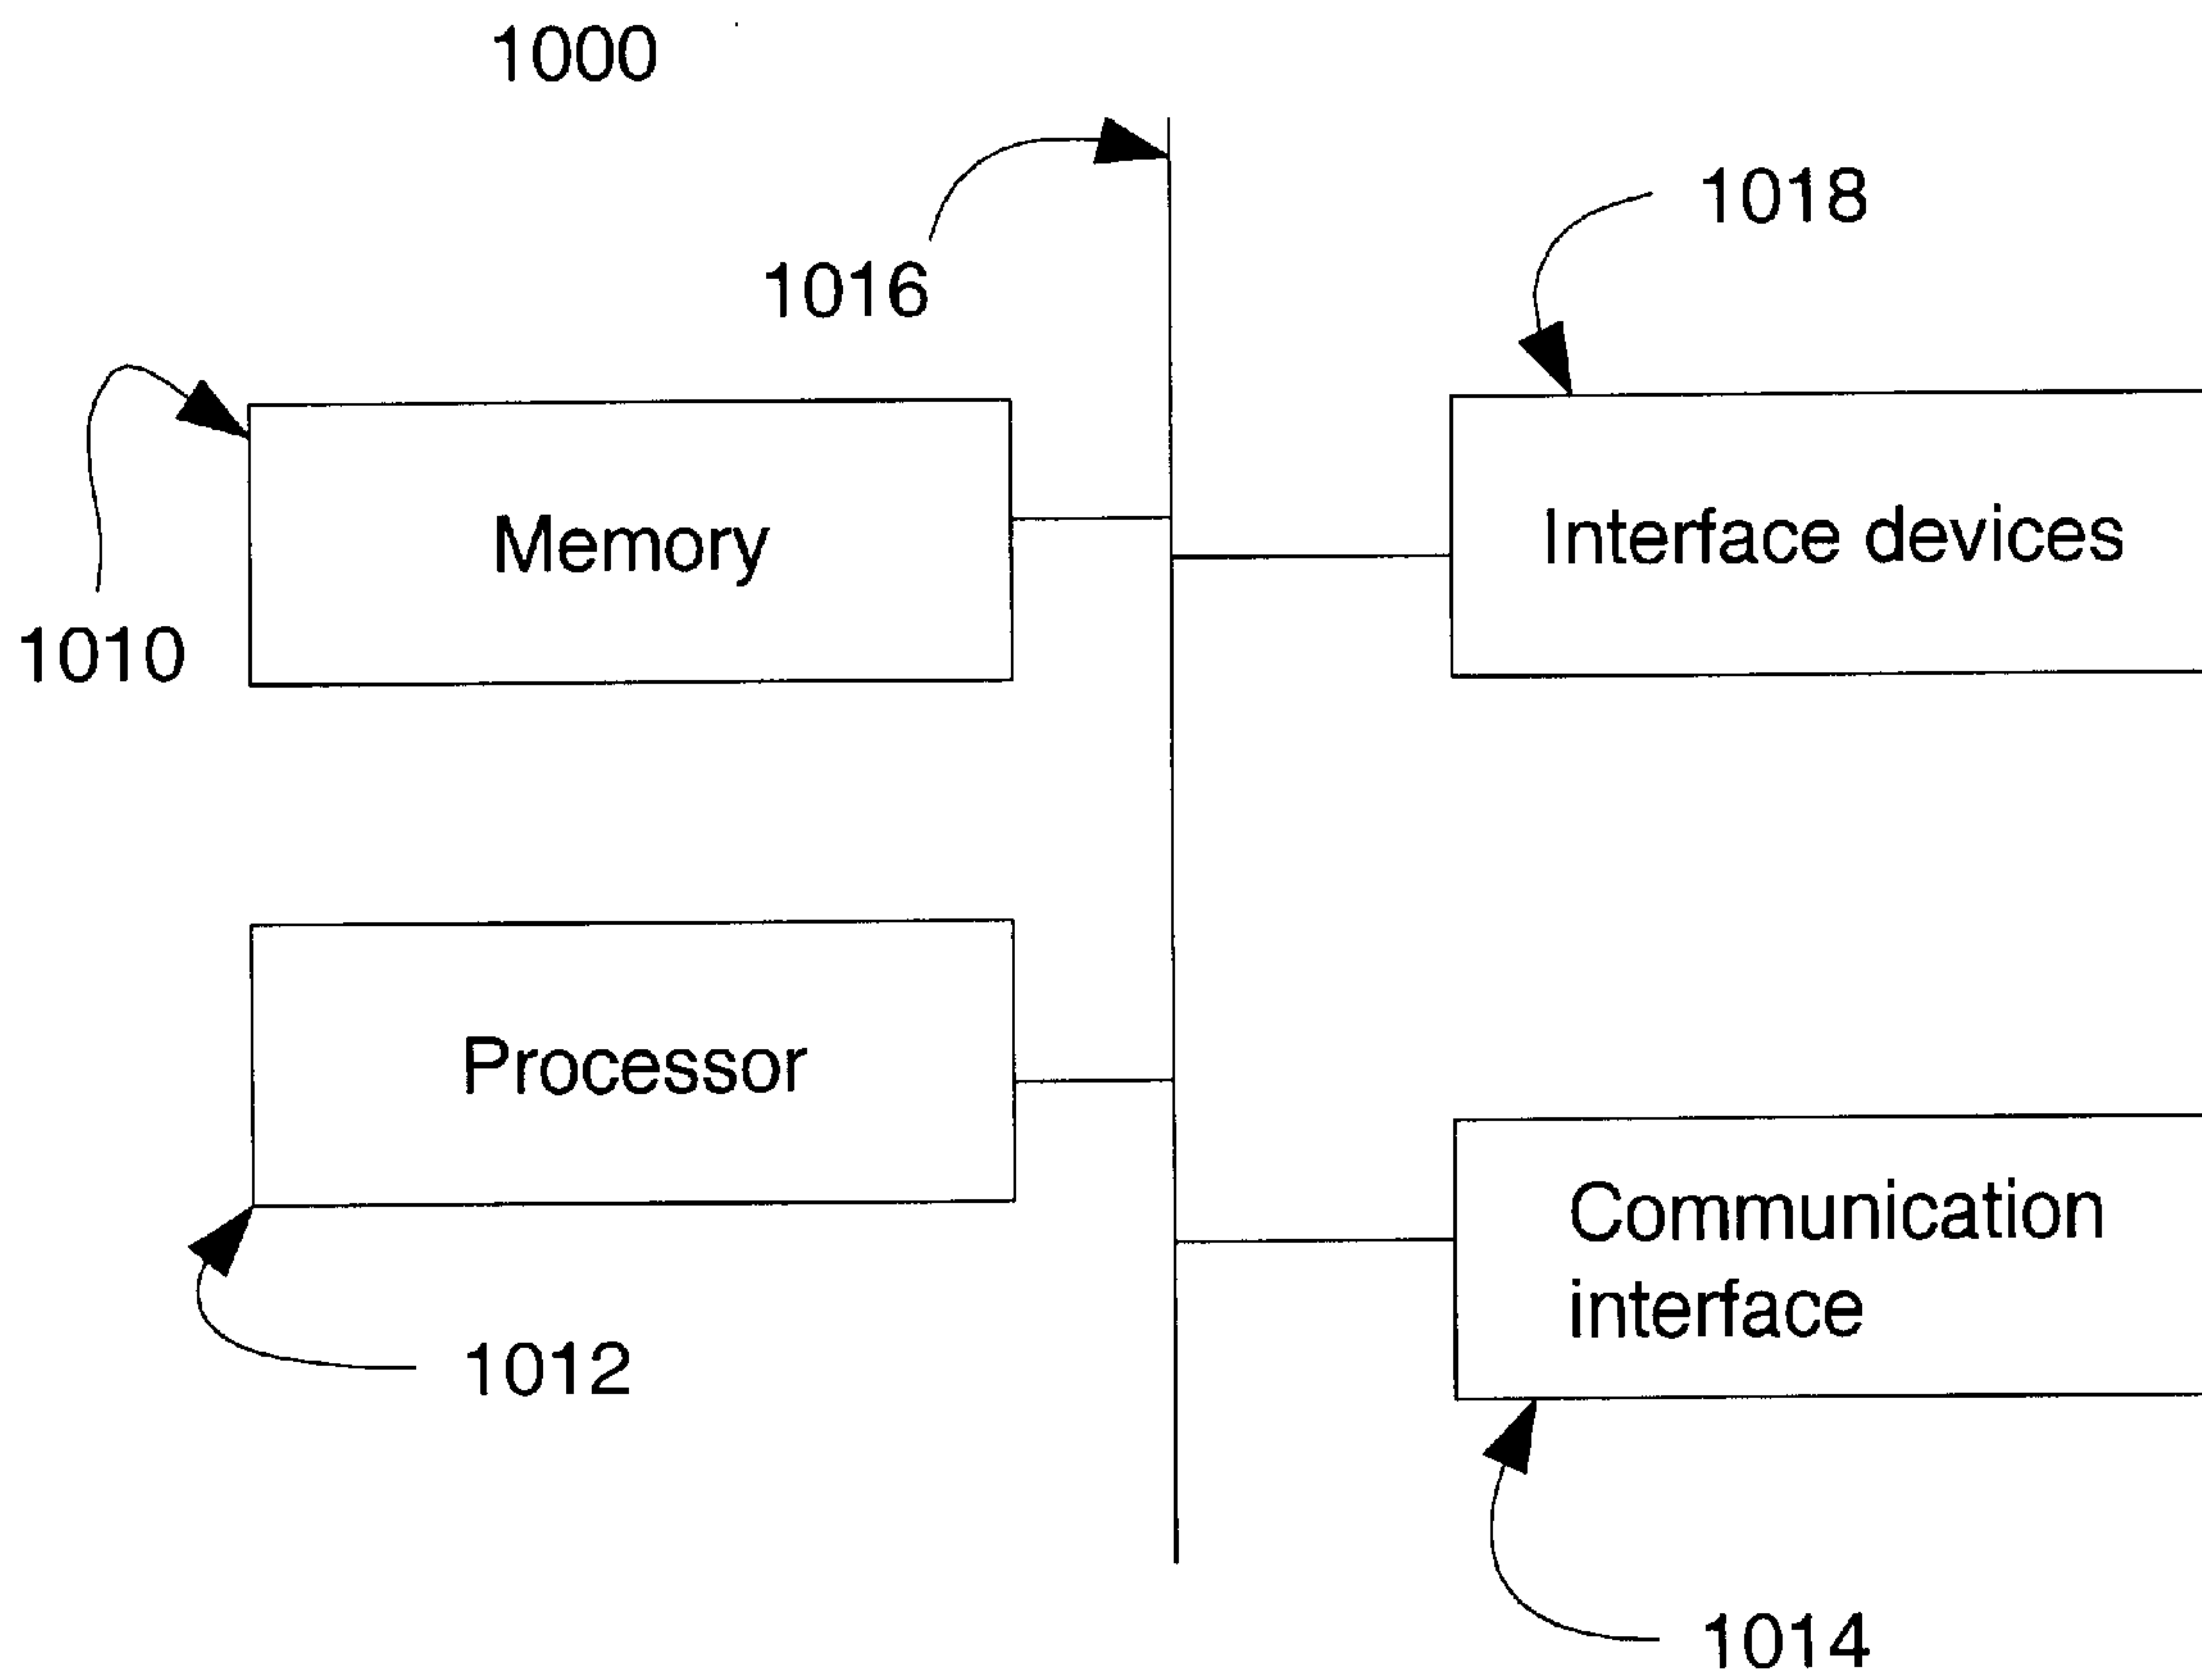 1000
1018
1016
Memory
Interface devices
1010
Processor
Communication
interface
1012
1014